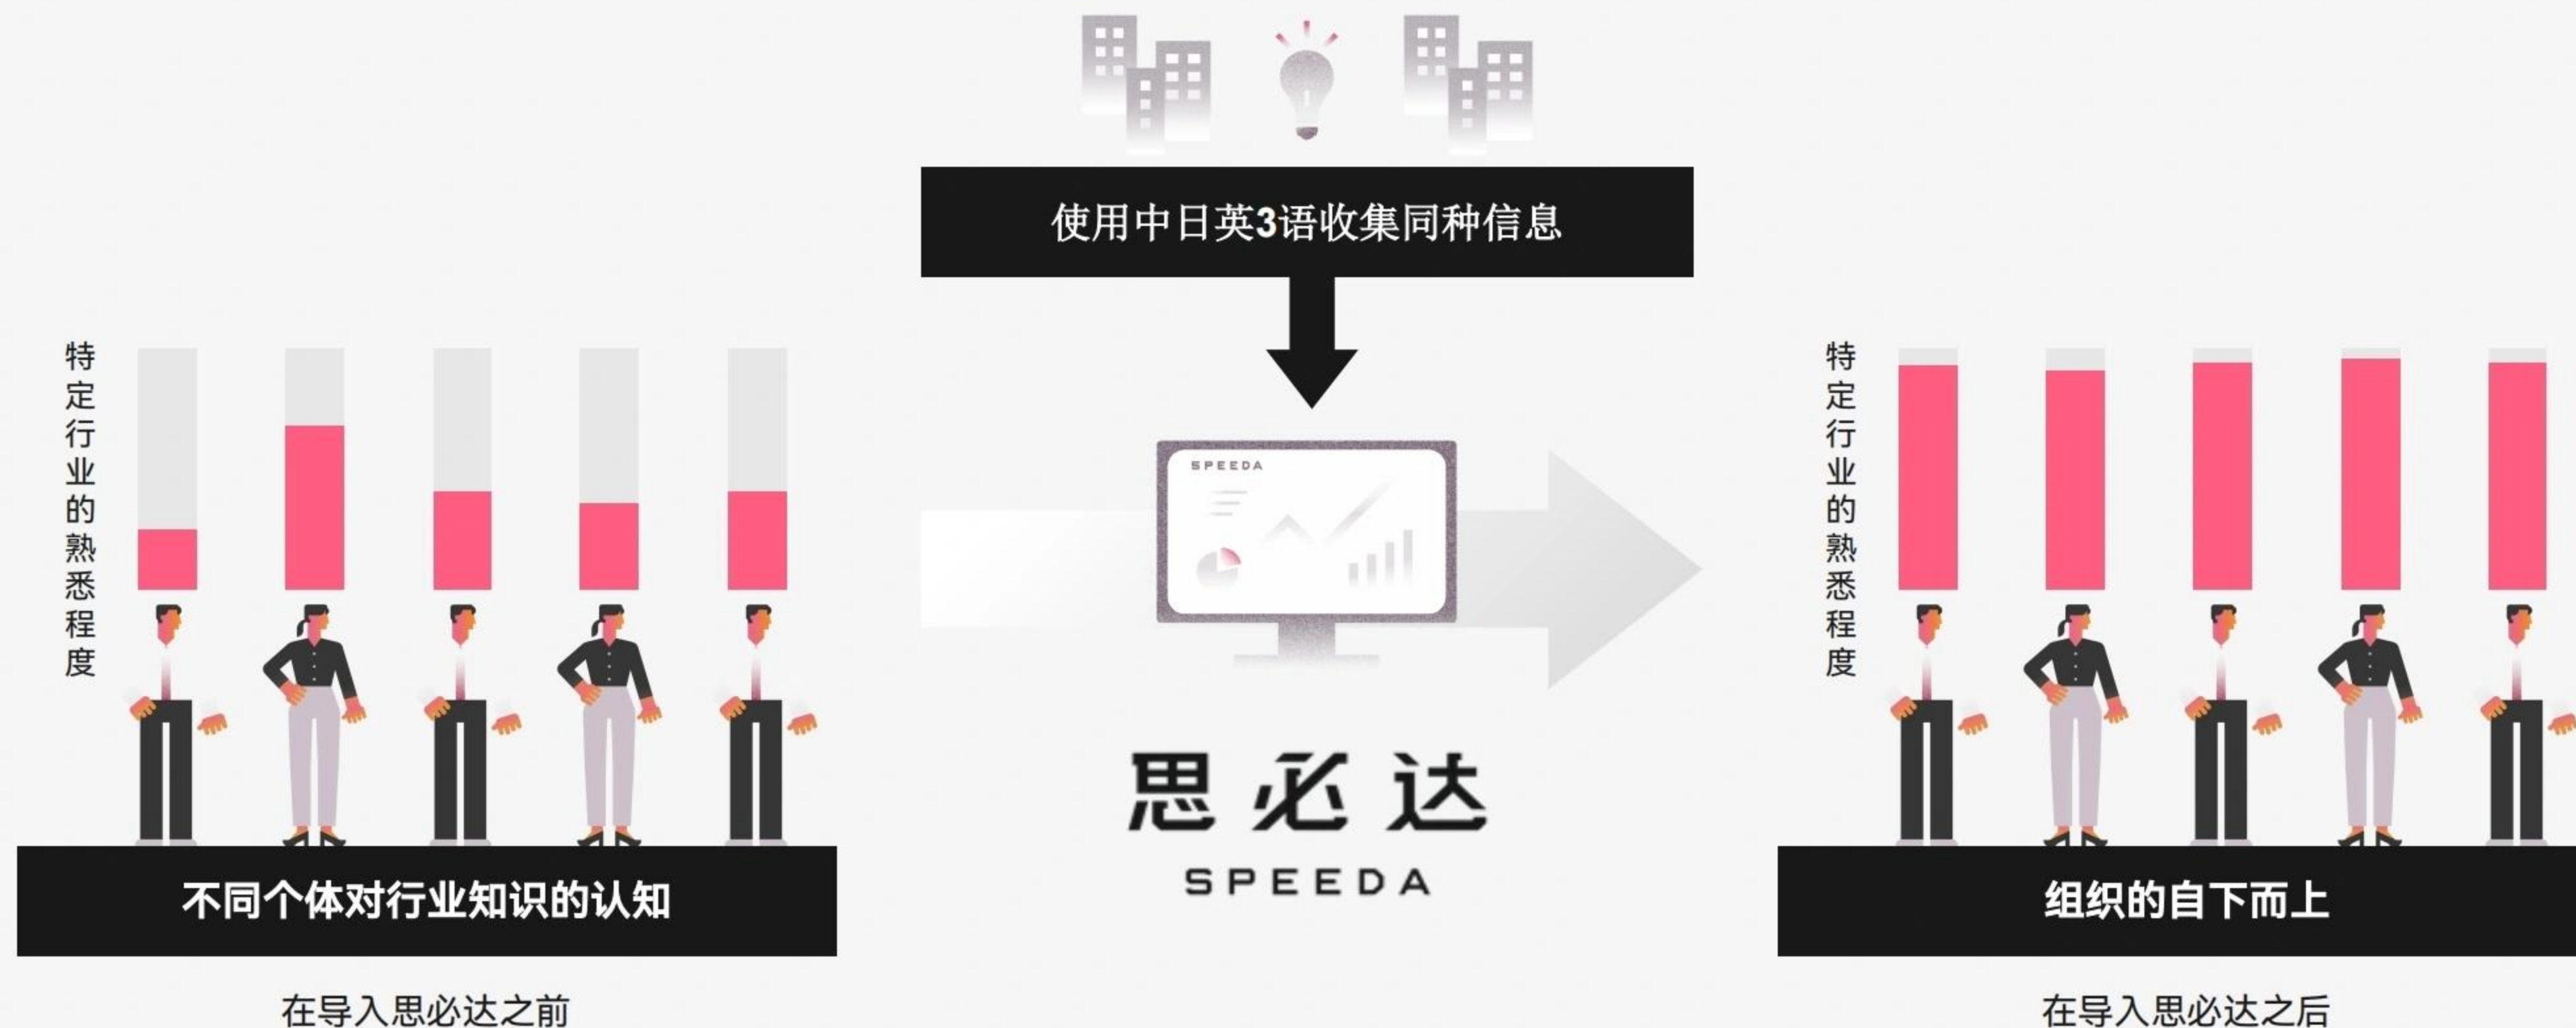 使用中日英3语收集同种信息
特定行业的熟悉程度
SPEEDA
特定行业的熟悉程度
思必达
SPEEDA
不同个体对行业知识的认知
组织的自下而上
在导入思必达之前
在导入思必达之后